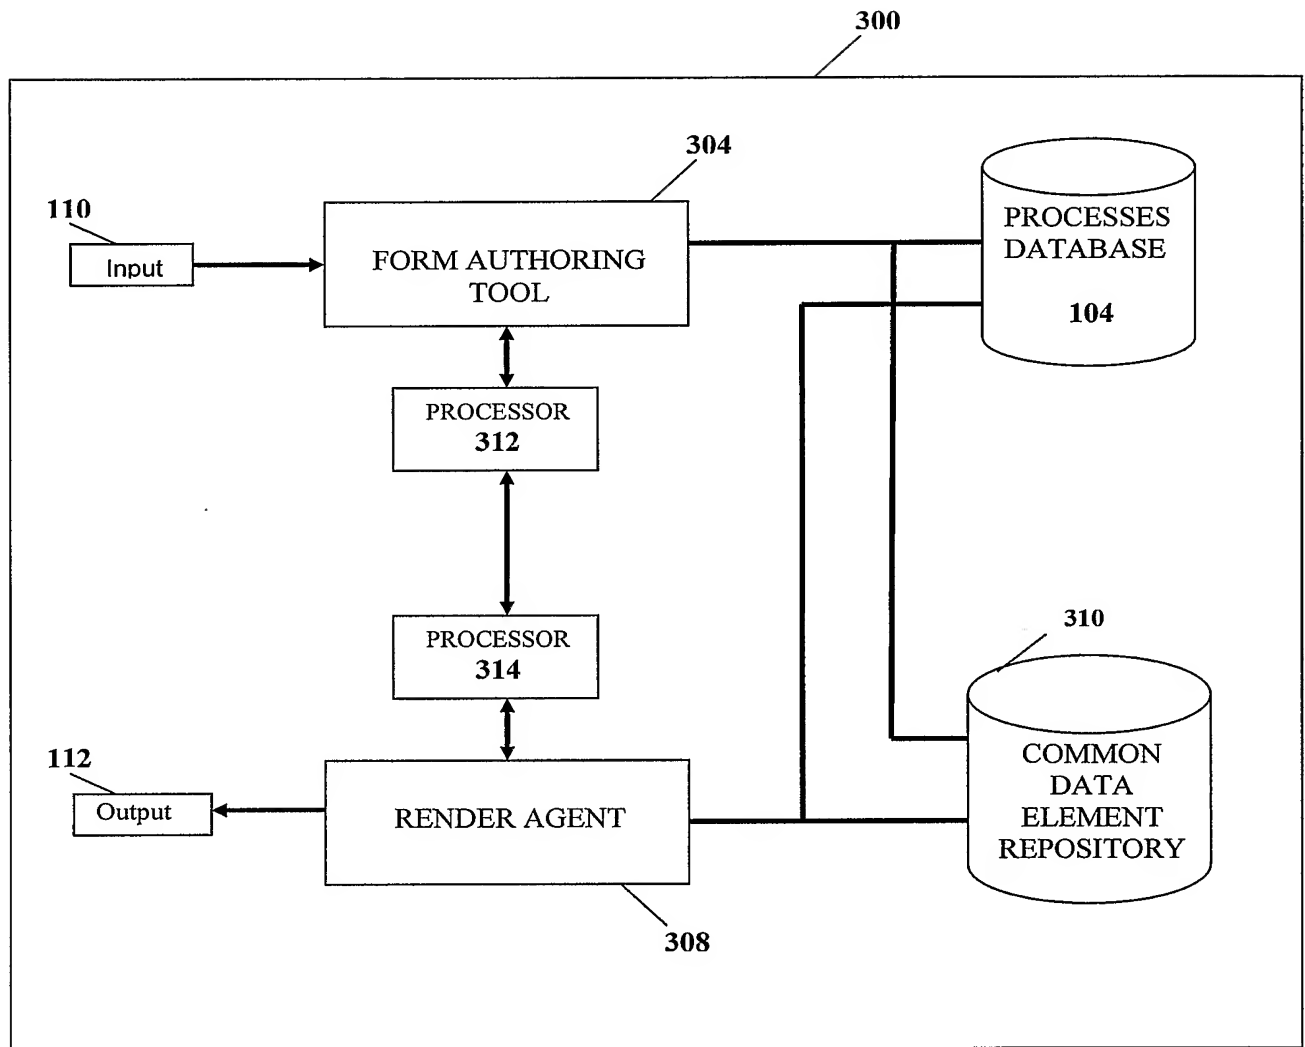 300
304
110
Input
FORM AUTHORING
TOOL
PROCESSES
DATABASE
104
PROCESSOR
312
PROCESSOR
314
310
112
Output
RENDER AGENT
COMMON
DATA
ELEMENT
REPOSITORY
308